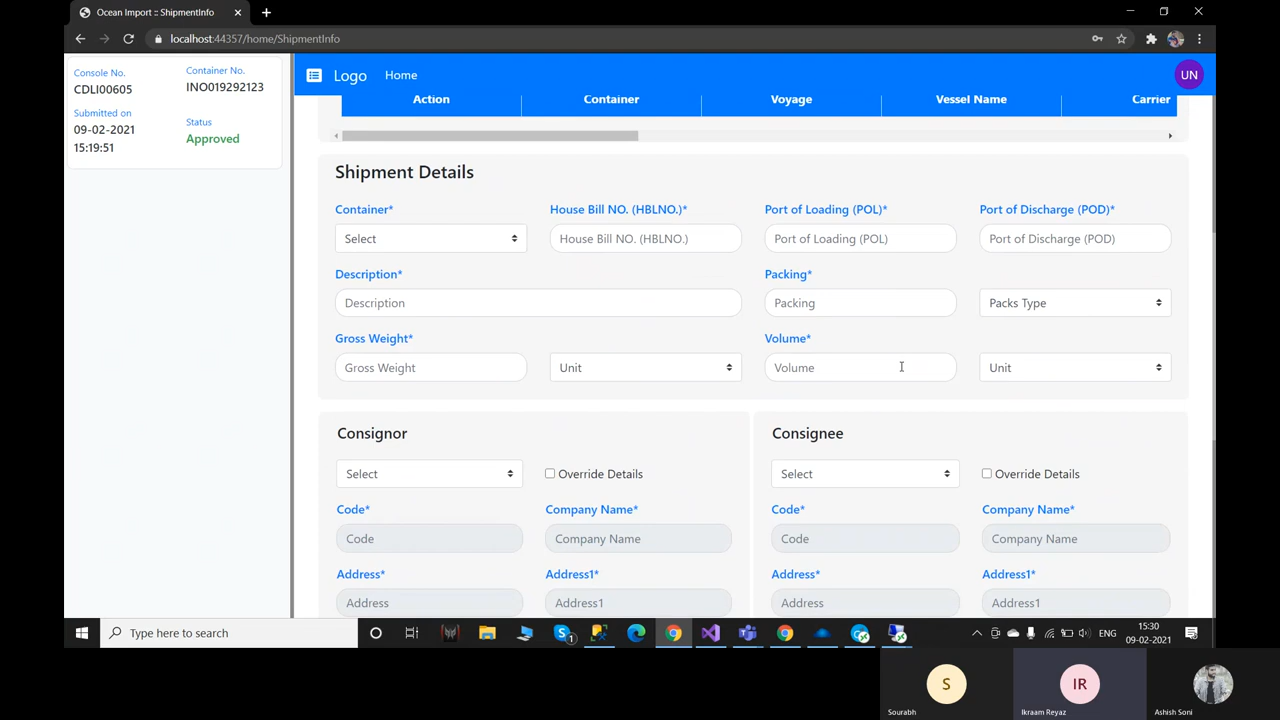 Ocean Import :: ShipmentInfo
localhost:44357/home/ShipmentInfo
Console No.
Container No.
CDLI00605
INO019292123
Submitted on
09-02-2021
15:19:51
Status
Approved
Logo
Home
UN
Action
Container
Voyage
Vessel Name
Carrier
Shipment Details
Container*
House Bill NO. (HBLNO.)*
Port of Loading (POL)*
Port of Discharge (POD)*
Select
House Bill NO. (HBLNO.)
Port of Loading (POL)
Port of Discharge (POD)
Description*
Packing*
Description
Packing
Packs Type
Gross Weight*
Volume*
Gross Weight
Unit
Volume
Unit
Consignor
Select
Override Details
Code*
Company Name*
Code
Company Name
Address*
Address1*
Address
Address1
Consignee
Select
Override Details
Code*
Company Name*
Code
Company Name
Address*
Address1*
Address
Address1
Type here to search
1
ENG
15:30
09-02-2021
S
Sourabh
IR
Ikraam Reyaz
Ashish Soni